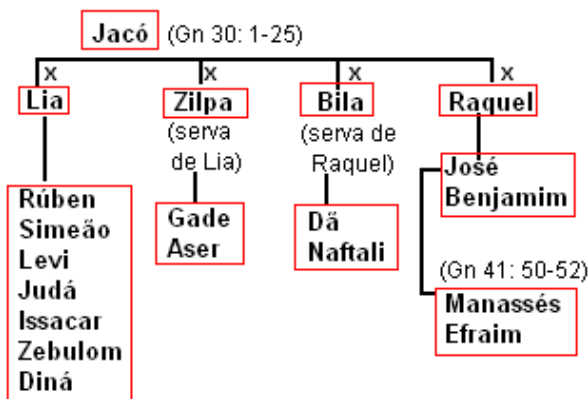 Jacó (Gn 30: 1-25)
x x x x
Lia Zilpa Bila Raquel
(serva de Lia)
(serva de Raquel)
Rúben
Simeão
Levi
Judá
Issacar
Zebulom
Diná
Gade
Aser
Dã
Naftali
José
Benjamim
(Gn 41: 50-52)
Manassés
Efraim